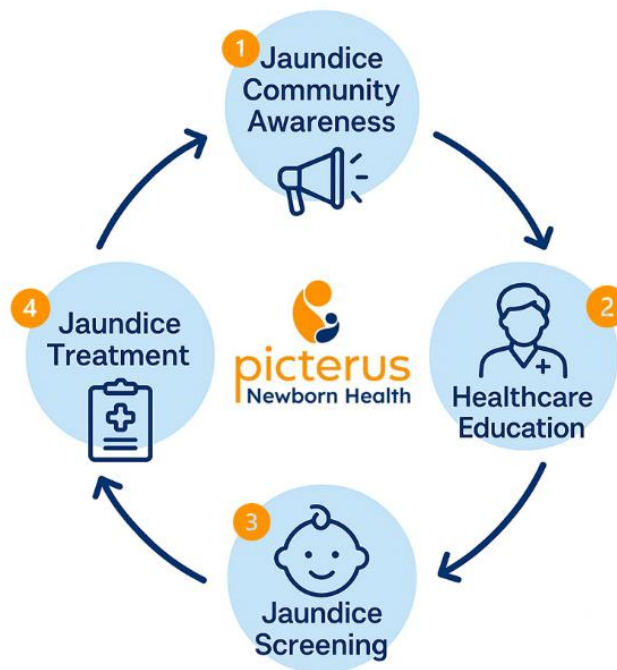 1
Jaundice
Community
Awareness
2
Healthcare
Education
3
Jaundice
Screening
4
Jaundice
Treatment
picterus
Newborn Health